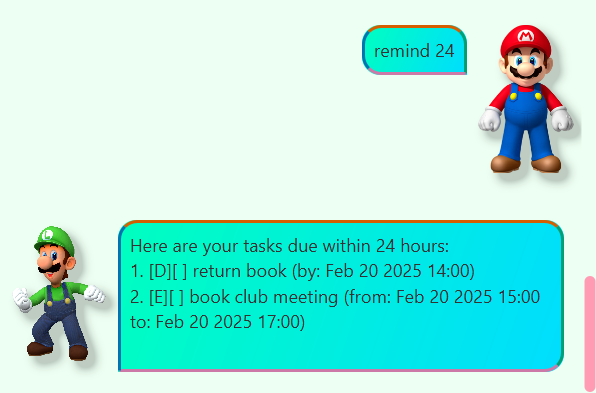 remind 24
M
L
Here are your tasks due within 24 hours:
1. [D][ ] return book (by: Feb 20 2025 14:00)
2. [E][ ] book club meeting (from: Feb 20 2025 15:00
to: Feb 20 2025 17:00)